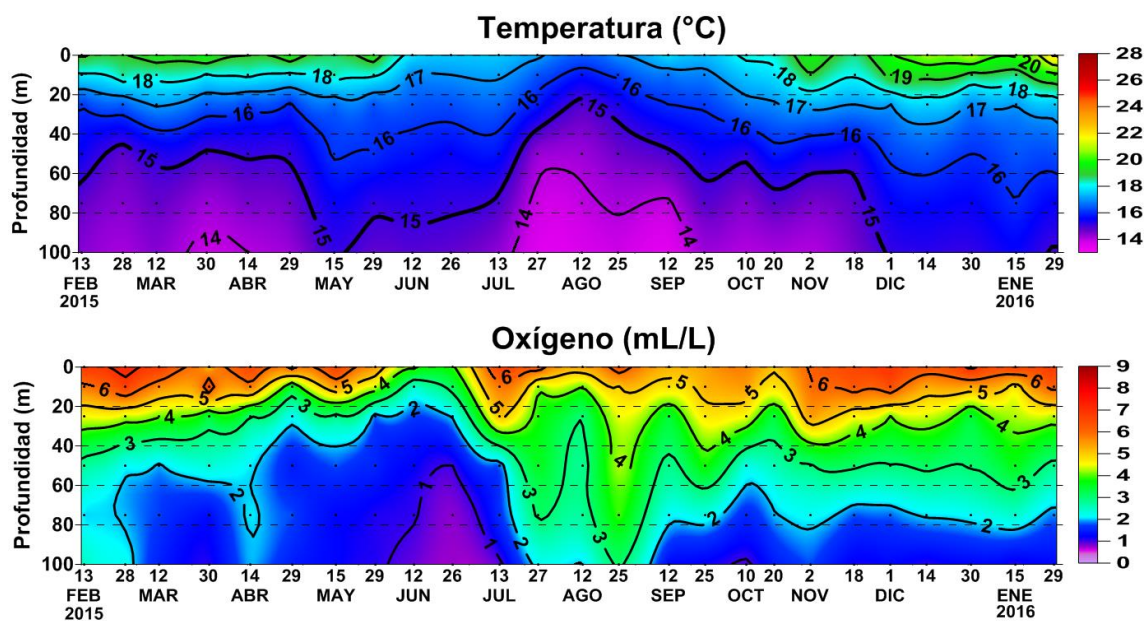 Temperatura (°C)
Profundidad (m)
0
20
40
60
80
100
18 18 17 16 15 16 18 19 20
18 17 17
15 16 16 16 16
15 15 14 15
14 14
28
26
24
22
20
18
16
14
13 28 12 30 14 29 15 29 12 26 13 27 12 25 12 25 10 20 2 18 1 14 30 15 29
FEB MAR ABR MAY JUN JUL AGO SEP OCT NOV DIC ENE
2015 2016
Oxígeno (mL/L)
Profundidad (m)
0
20
40
60
80
100
6 5 5 4 6 5 6 5
4 3 2 5 4 4 4
3 4 3 3
2 1 3 2 2
1 2 3
9
8
7
6
5
4
3
2
1
0
13 28 12 30 14 29 15 29 12 26 13 27 12 25 12 25 10 20 2 18 1 14 30 15 29
FEB MAR ABR MAY JUN JUL AGO SEP OCT NOV DIC ENE
2015 2016